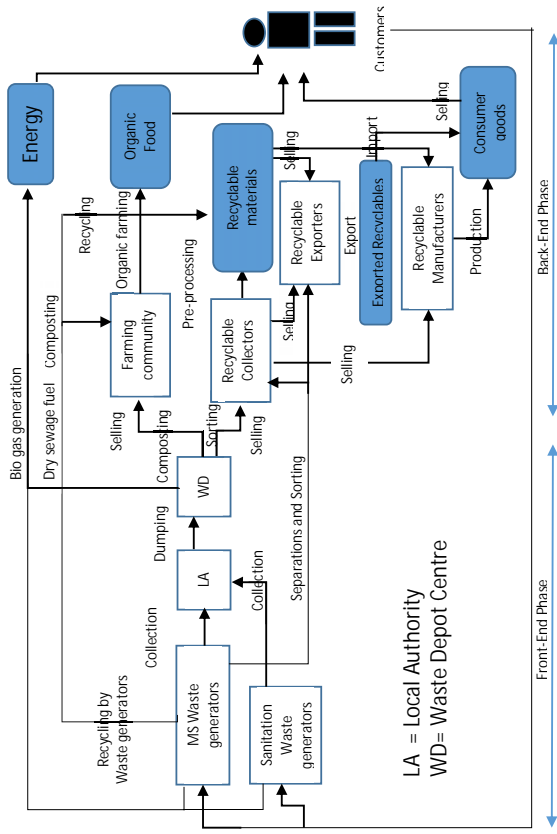 Bio gas generation
Dry sewage fuel
Composting
Recycling
Energy
Recycling by
Waste generators
Organic farming
Organic
Food
Farming
community
Selling
Composting
Pre-processing
Recyclable
materials
Customers
Collection
Dumping
MS Waste
generators
LA
WD
Sorting
Selling
Recyclable
Collectors
Selling
Recyclable
Exporters
Selling
Collection
Sanitation
Waste
generators
Separations and Sorting
Export
Exported Recyclables
Import
Selling
Selling
Recyclable
Manufacturers
Production
Consumer
goods
LA = Local Authority
WD= Waste Depot Centre
Front-End Phase
Back-End Phase